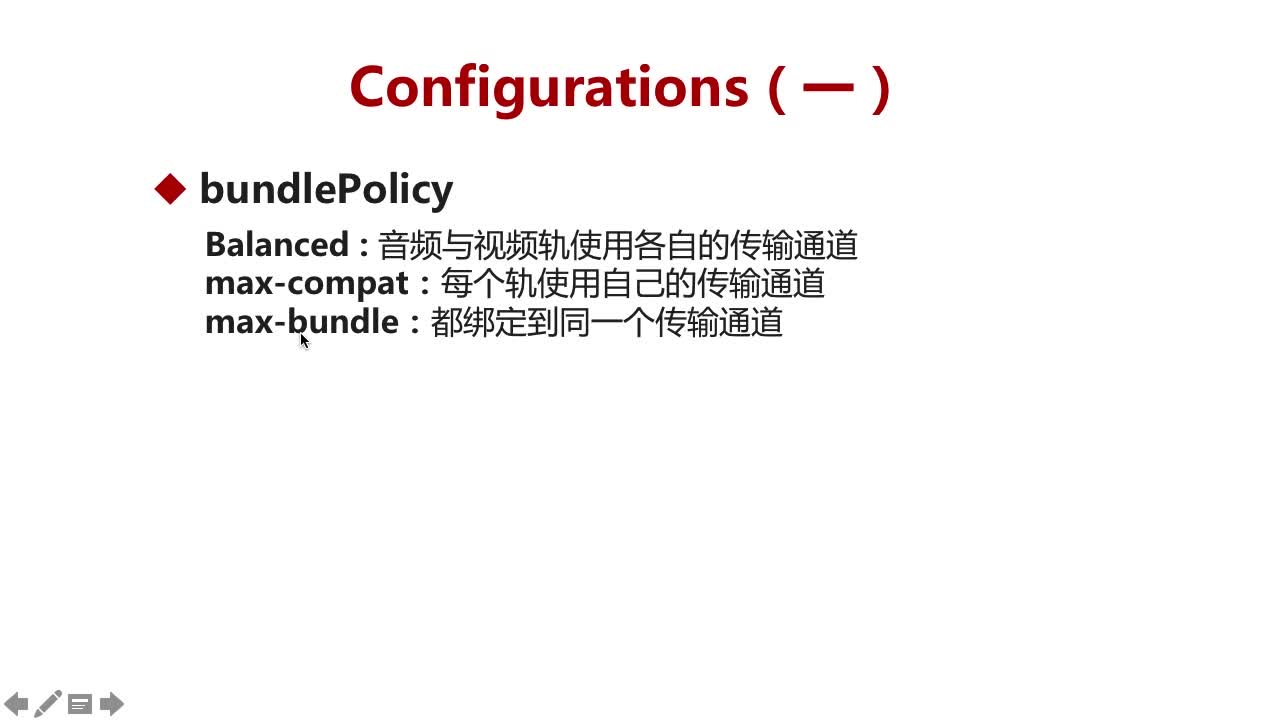 Configurations（一）
bundlePolicy
Balanced：音频与视频轨使用各自的传输通道
max-compat：每个轨使用自己的传输通道
max-bundle：都绑定到同一个传输通道